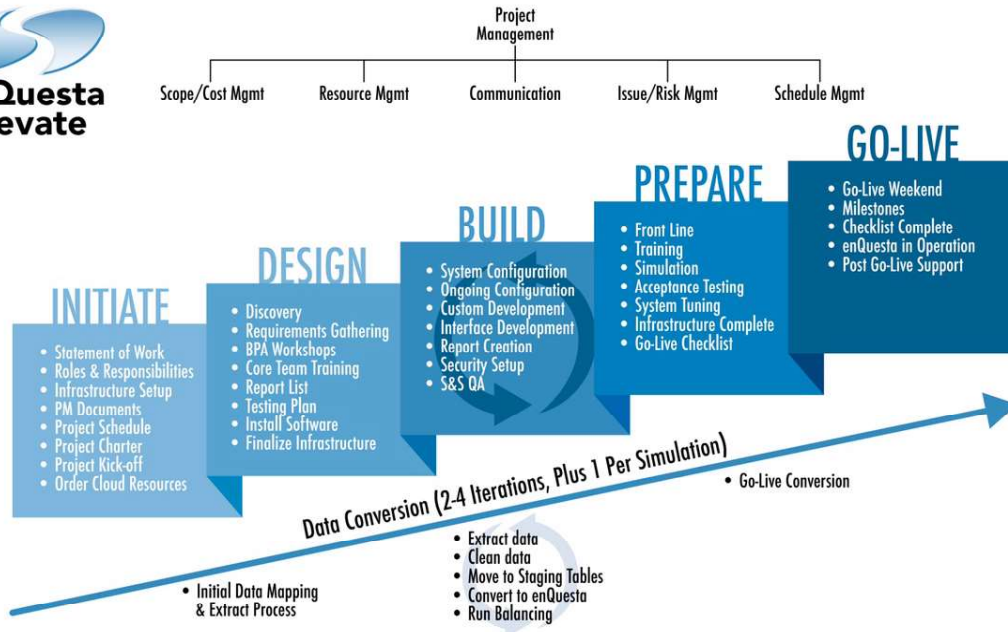 Questa
evate
Project
Management
Scope/Cost Mgmt
Resource Mgmt
Communication
Issue/Risk Mgmt
Schedule Mgmt
INITIATE
• Statement of Work
• Roles & Responsibilities
• Infrastructure Setup
• PM Documents
• Project Schedule
• Project Charter
• Project Kick-off
• Order Cloud Resources
DESIGN
• Discovery
• Requirements Gathering
• BPA Workshops
• Core Team Training
• Report List
• Testing Plan
• Install Software
• Finalize Infrastructure
BUILD
• System Configuration
• Ongoing Configuration
• Custom Development
• Interface Development
• Report Creation
• Security Setup
• S&S QA
PREPARE
• Front Line
• Training
• Simulation
• Acceptance Testing
• System Tuning
• Infrastructure Complete
• Go-Live Checklist
GO-LIVE
• Go-Live Weekend
• Milestones
• Checklist Complete
• enQuesta in Operation
• Post Go-Live Support
Data Conversion (2-4 Iterations, Plus 1 Per Simulation)
• Initial Data Mapping
& Extract Process
• Extract data
• Clean data
• Move to Staging Tables
• Convert to enQuesta
• Run Balancing
• Go-Live Conversion